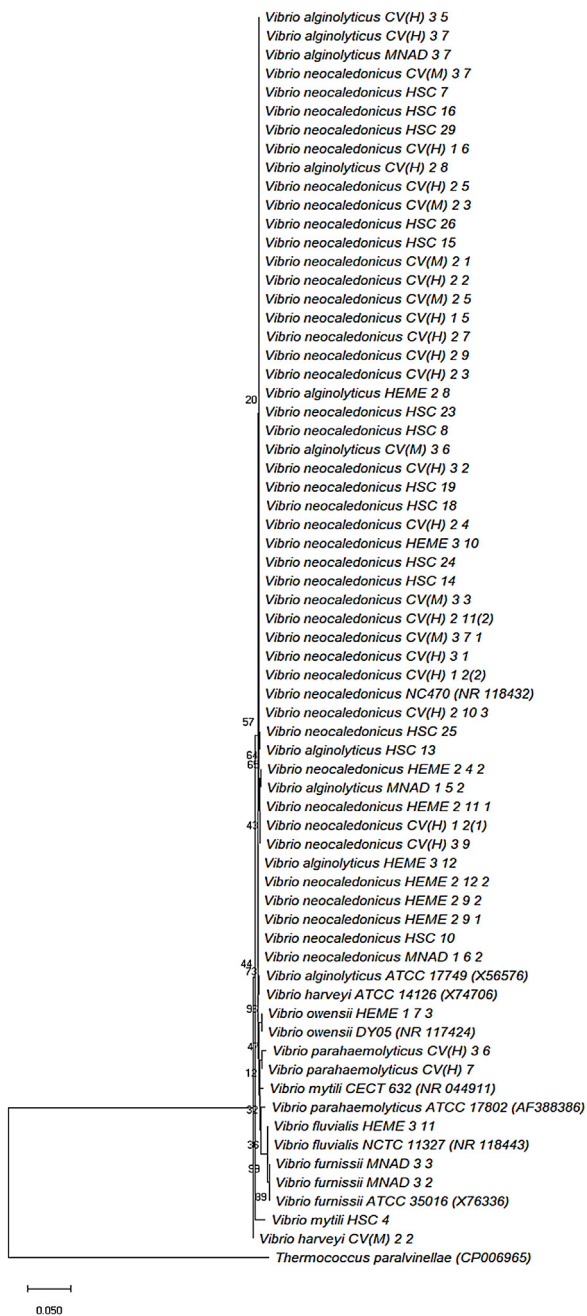 Vibrio alginolyticus CV(H) 3 5
Vibrio alginolyticus CV(H) 3 7
Vibrio alginolyticus MNAD 3 7
Vibrio neocaledonicus CV(M) 3 7
Vibrio neocaledonicus HSC 7
Vibrio neocaledonicus HSC 16
Vibrio neocaledonicus HSC 29
Vibrio neocaledonicus CV(H) 1 6
Vibrio alginolyticus CV(H) 2 8
Vibrio neocaledonicus CV(H) 2 5
Vibrio neocaledonicus CV(M) 2 3
Vibrio neocaledonicus HSC 26
Vibrio neocaledonicus HSC 15
Vibrio neocaledonicus CV(M) 2 1
Vibrio neocaledonicus CV(H) 2 2
Vibrio neocaledonicus CV(M) 2 5
Vibrio neocaledonicus CV(H) 1 5
Vibrio neocaledonicus CV(H) 2 7
Vibrio neocaledonicus CV(H) 2 9
Vibrio neocaledonicus CV(H) 2 3
Vibrio alginolyticus HEME 2 8
20
Vibrio neocaledonicus HSC 23
Vibrio neocaledonicus HSC 8
Vibrio alginolyticus CV(M) 3 6
Vibrio neocaledonicus CV(H) 3 2
Vibrio neocaledonicus HSC 19
Vibrio neocaledonicus HSC 18
Vibrio neocaledonicus CV(H) 2 4
Vibrio neocaledonicus HEME 3 10
Vibrio neocaledonicus HSC 24
Vibrio neocaledonicus HSC 14
Vibrio neocaledonicus CV(M) 3 3
Vibrio neocaledonicus CV(H) 2 11(2)
Vibrio neocaledonicus CV(M) 3 7 1
Vibrio neocaledonicus CV(H) 3 1
Vibrio neocaledonicus CV(H) 1 2(2)
Vibrio neocaledonicus NC470 (NR 118432)
Vibrio neocaledonicus CV(H) 2 10 3
57
Vibrio neocaledonicus HSC 25
Vibrio alginolyticus HSC 13
64
65
Vibrio neocaledonicus HEME 2 4 2
Vibrio alginolyticus MNAD 1 5 2
Vibrio neocaledonicus HEME 2 11 1
43
Vibrio neocaledonicus CV(H) 1 2(1)
Vibrio neocaledonicus CV(H) 3 9
Vibrio alginolyticus HEME 3 12
Vibrio neocaledonicus HEME 2 12 2
Vibrio neocaledonicus HEME 2 9 2
Vibrio neocaledonicus HEME 2 9 1
Vibrio neocaledonicus HSC 10
Vibrio neocaledonicus MNAD 1 6 2
44
73
Vibrio alginolyticus ATCC 17749 (X56576)
Vibrio harveyi ATCC 14126 (X74706)
Vibrio owensii HEME 1 7 3
Vibrio owensii DY05 (NR 117424)
47
Vibrio parahaemolyticus CV(H) 3 6
Vibrio parahaemolyticus CV(H) 7
12
Vibrio mytili CECT 632 (NR 044911)
32
Vibrio parahaemolyticus ATCC 17802 (AF388386)
Vibrio fluvialis HEME 3 11
36
Vibrio fluvialis NCTC 11327 (NR 118443)
99
Vibrio furnissii MNAD 3 3
Vibrio furnissii MNAD 3 2
89
Vibrio furnissii ATCC 35016 (X76336)
Vibrio mytili HSC 4
Vibrio harveyi CV(M) 2 2
Thermococcus paralvinellae (CP006965)
0.050